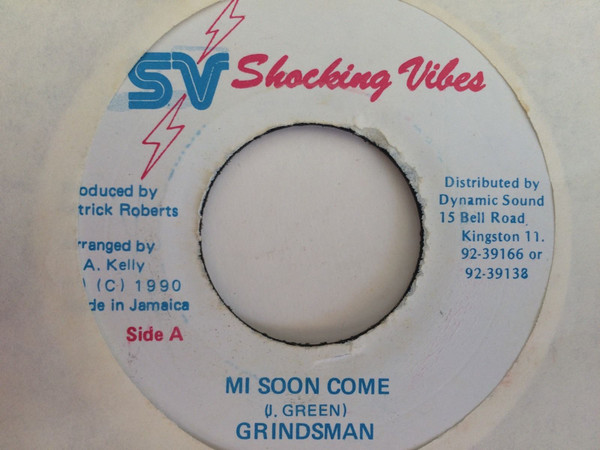 SV Shocking Vibes
oduced by
trick Roberts
rranged by
A. Kelly
(C) 1990
de in Jamaica
Side A
Distributed by
Dynamic Sound
15 Bell Road
Kingston 11.
92-39166 or
92-39138
MI SOON COME
(J. GREEN)
GRINDSMAN